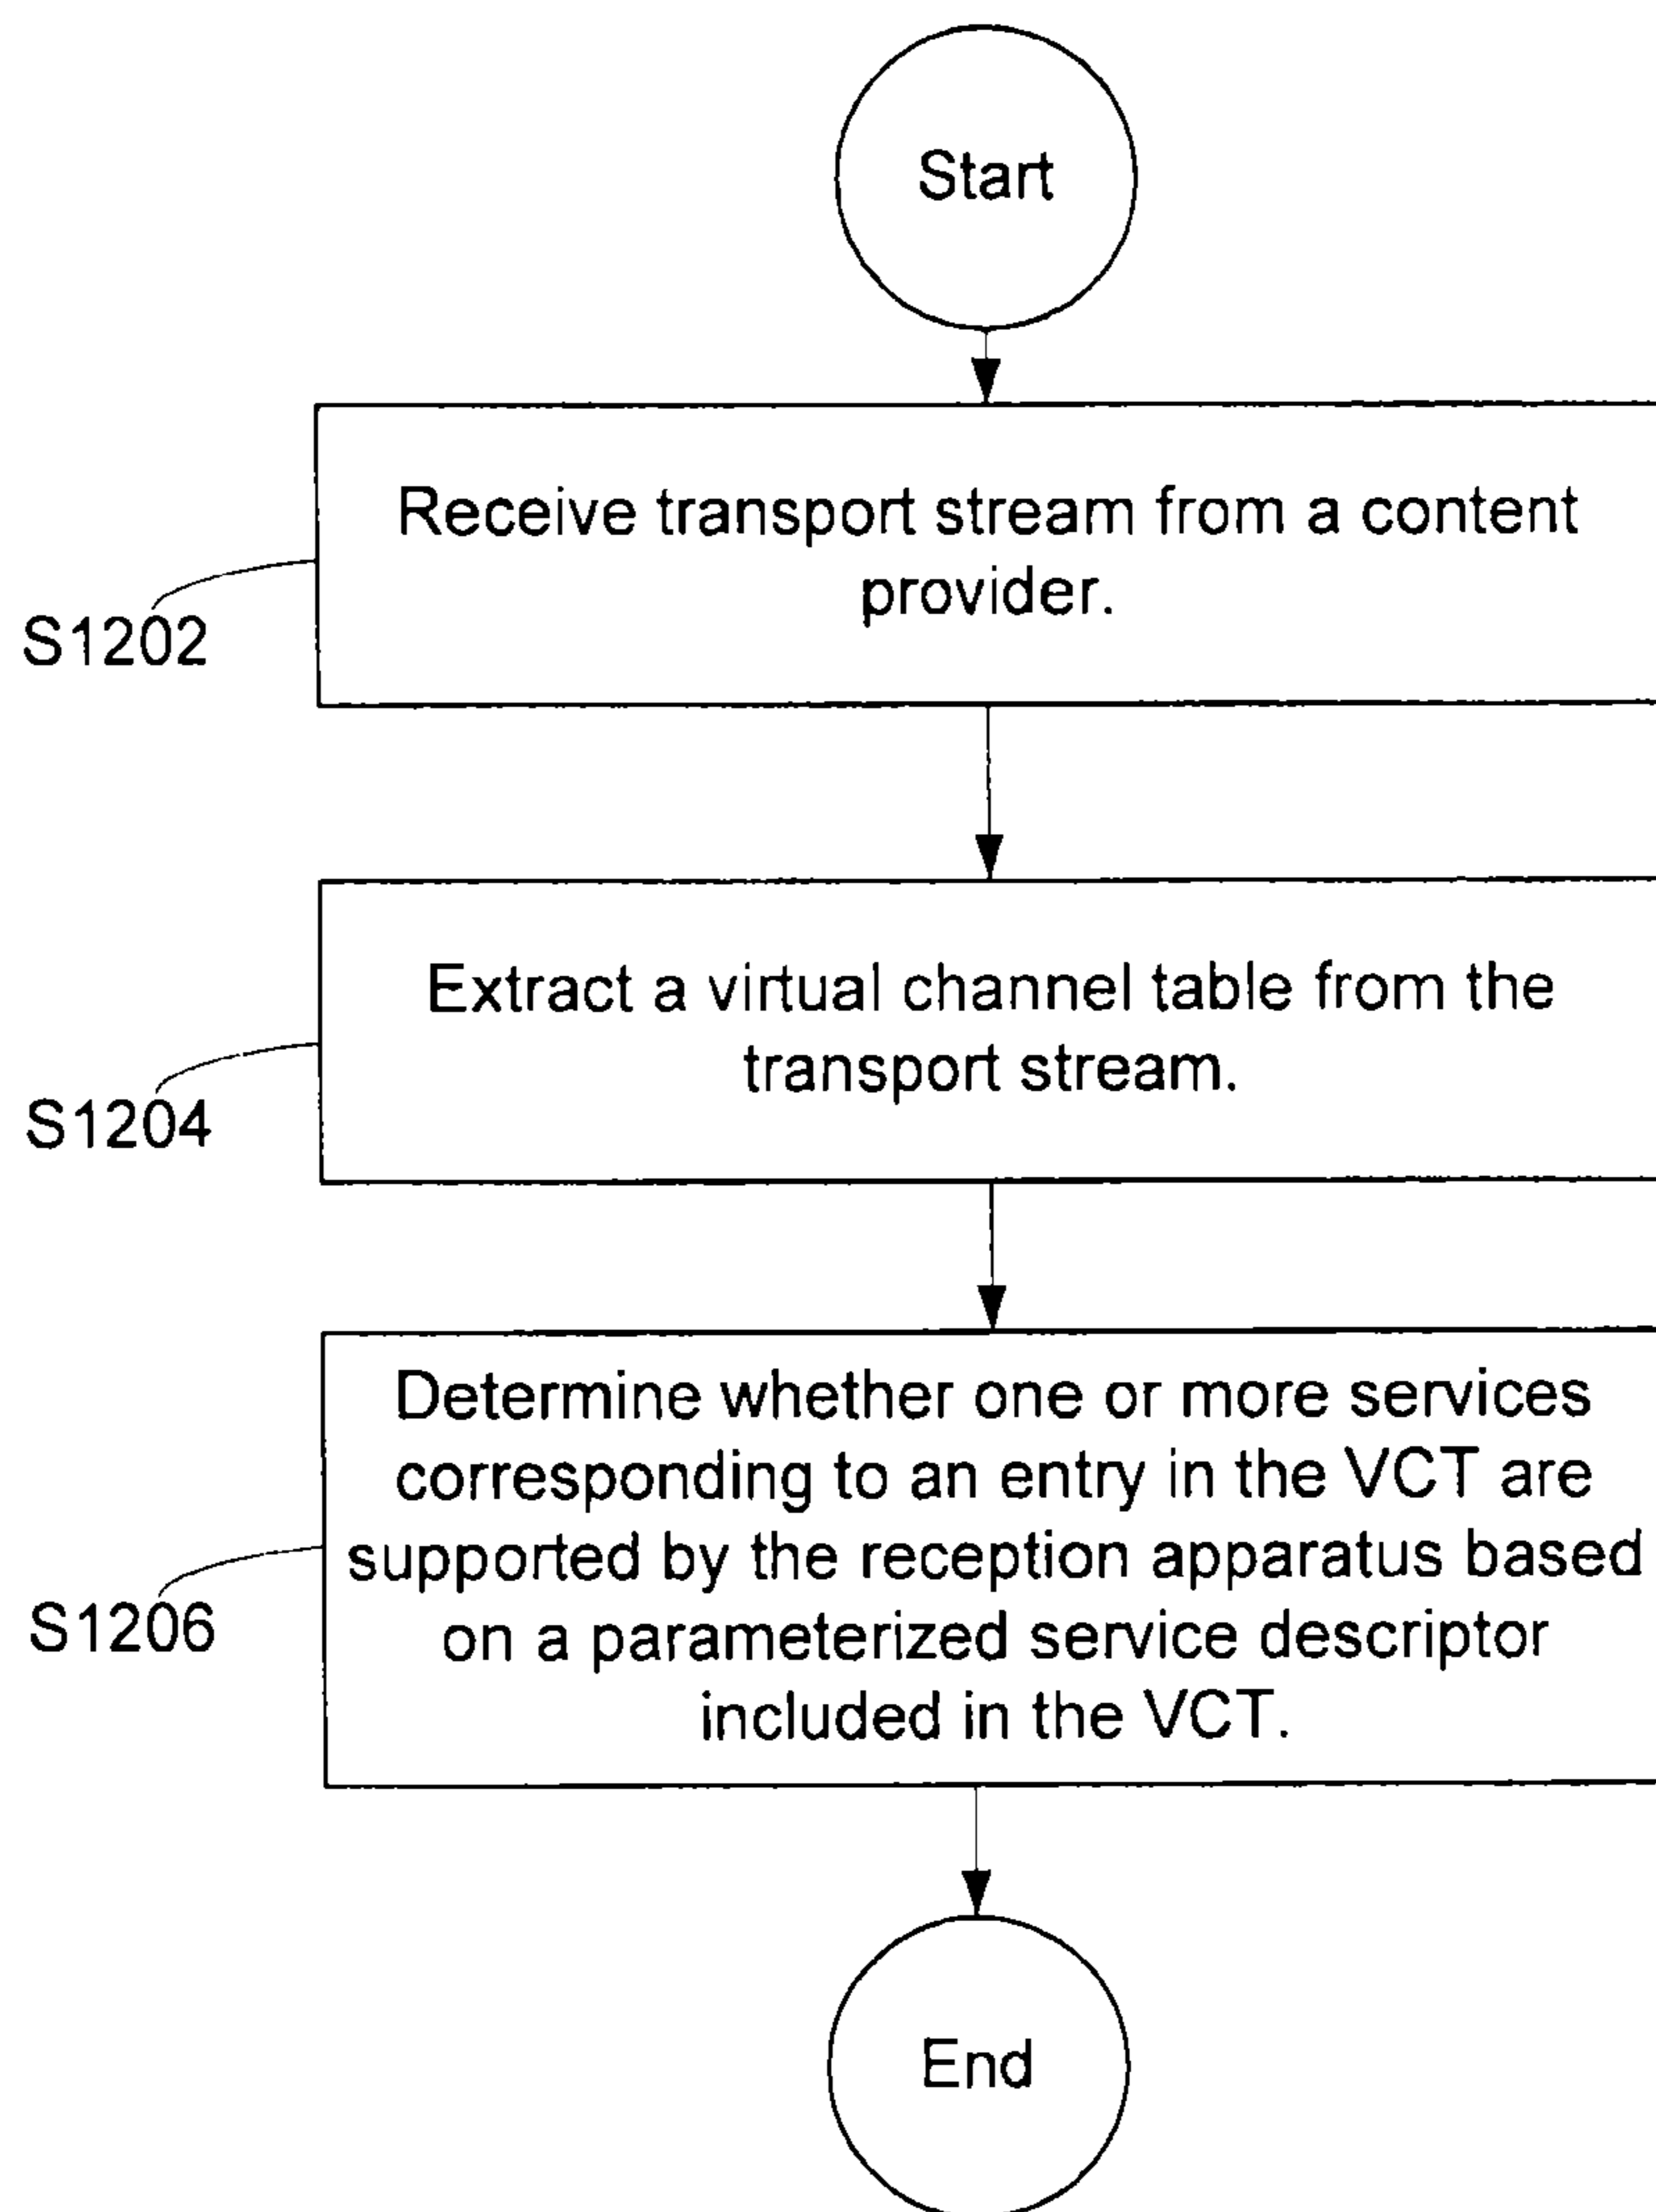 Start
Receive transport stream from a content
provider.
S1202
Extract a virtual channel table from the
transport stream.
S1204
Determine whether one or more services
corresponding to an entry in the VCT are
supported by the reception apparatus based
on a parameterized service descriptor
included in the VCT.
S1206
End